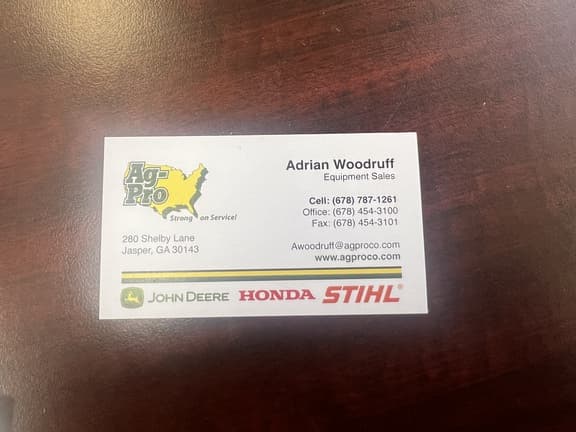 Ag-
Pro
Strong on Service!
280 Shelby Lane
Jasper, GA 30143
Adrian Woodruff
Equipment Sales
Cell: (678) 787-1261
Office: (678) 454-3100
Fax: (678) 454-3101
Awoodruff@agproco.com
www.agproco.com
JOHN DEERE HONDA STIHL®